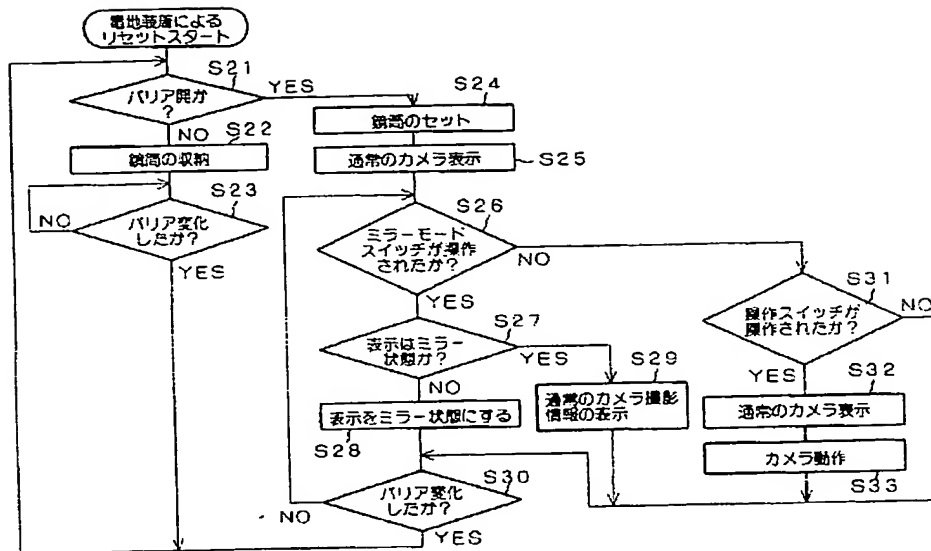 電池装着による
リセットスタート
S21
バリア開か
?
YES
NO
S22
鏡筒の収納
S23
バリア変化
したか?
NO
YES
S24
鏡筒のセット
通常のカメラ表示
S25
S26
ミラーモード
スイッチが操作
されたか?
NO
YES
S27
表示はミラー
状態か?
YES
NO
表示をミラー状態にする
S28
S29
通常のカメラ撮影
情報の表示
S30
バリア変化
したか?
NO
YES
S31
操作スイッチが
操作されたか?
NO
YES
S32
通常のカメラ表示
カメラ動作
S33